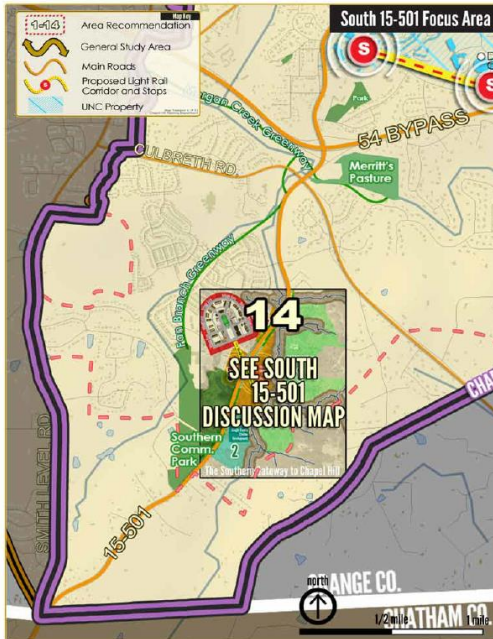 Map Key
1-14 Area Recommendation
General Study Area
Main Roads
Proposed Light Rail
Corridor and Stops
UNC Property
South 15-501 Focus Area
S
S
Morgan Creek Greenway
Park
54 BYPASS
CULBRETH RD.
Merritt's
Pasture
Fan Branch Greenway
14
SEE SOUTH
15-501
DISCUSSION MAP
Southern
Comm.
Park
2
The Southern Gateway to Chapel Hill
SMITH LEVEL RD
15-501
north
ORANGE CO.
CHATHAM CO.
1/2 mile
1 mile